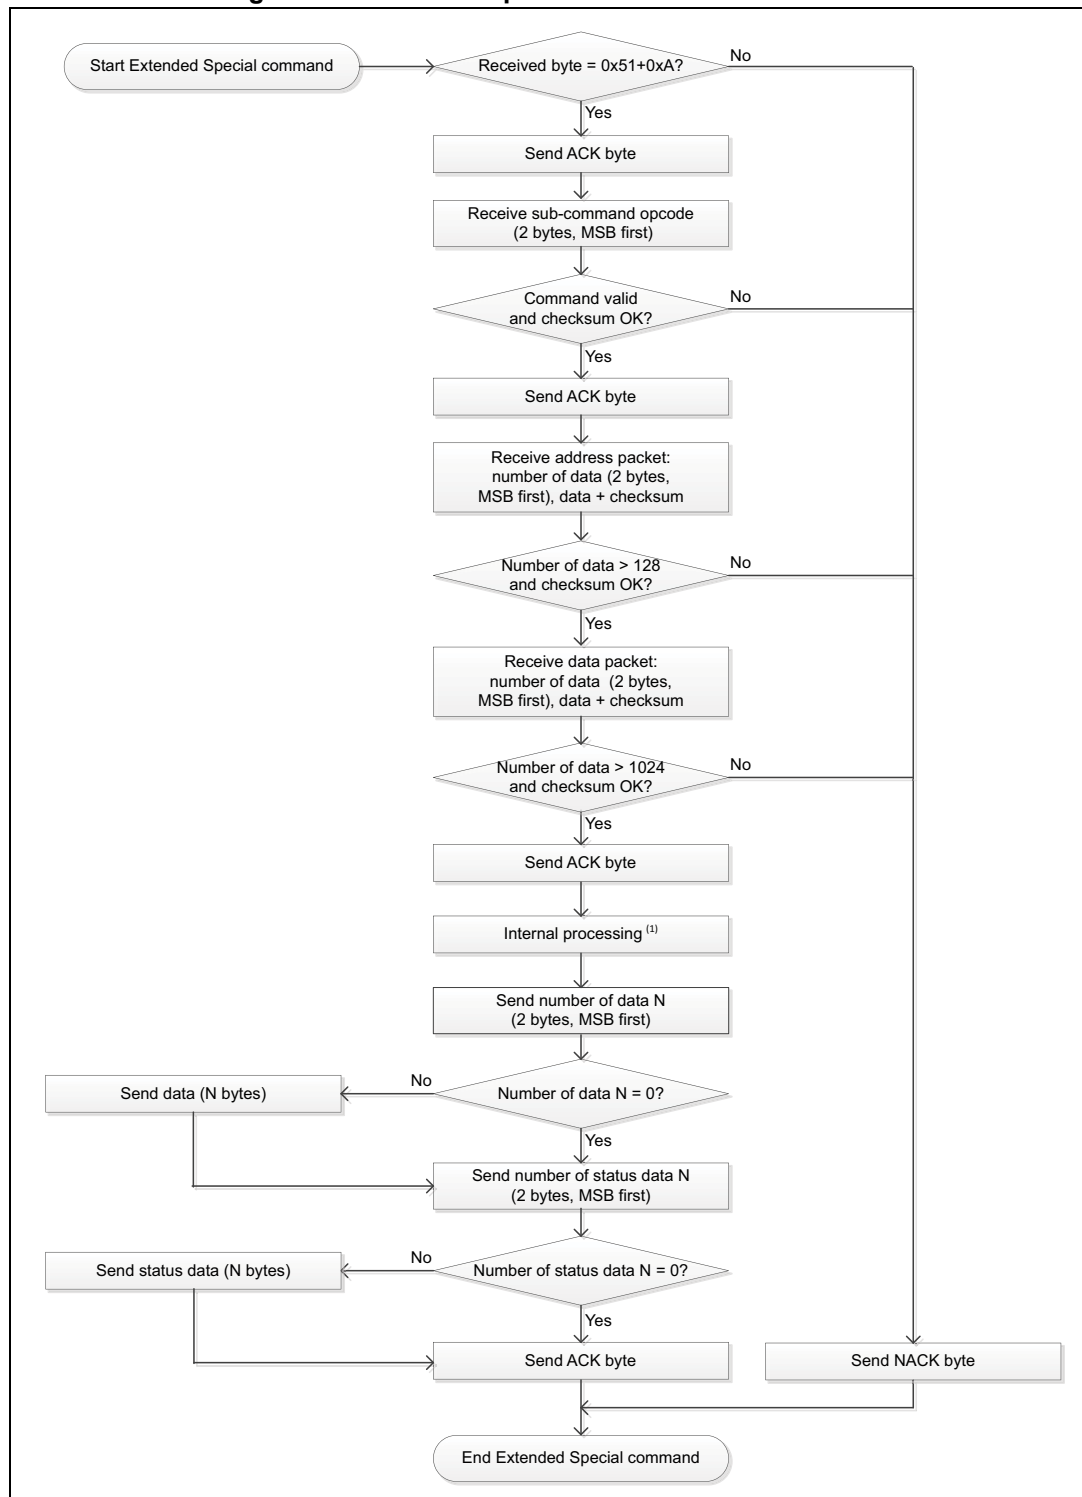 Start Extended Special command
Received byte = 0x51+0xA?
No
Yes
Send ACK byte
Receive sub-command opcode
(2 bytes, MSB first)
Command valid
and checksum OK?
No
Yes
Send ACK byte
Receive address packet:
number of data (2 bytes,
MSB first), data + checksum
Number of data > 128
and checksum OK?
No
Yes
Receive data packet:
number of data (2 bytes,
MSB first), data + checksum
Number of data > 1024
and checksum OK?
No
Yes
Send ACK byte
Internal processing (1)
Send number of data N
(2 bytes, MSB first)
Send data (N bytes)
No
Number of data N = 0?
Yes
Send number of status data N
(2 bytes, MSB first)
Send status data (N bytes)
No
Number of status data N = 0?
Yes
Send ACK byte
Send NACK byte
End Extended Special command